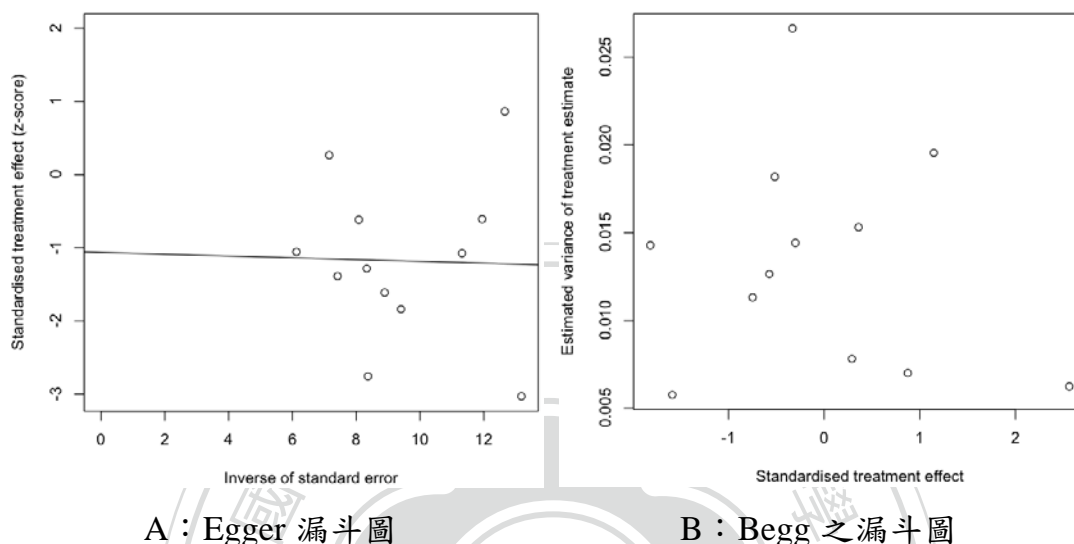 Standardised treatment effect (z-score)
2
1
0
-1
-2
-3
0 2 4 6 8 10 12
Inverse of standard error
A：Egger 漏斗圖
Estimated variance of treatment estimate
0.025
0.020
0.015
0.010
0.005
-1 0 1 2
Standardised treatment effect
B：Begg 之漏斗圖
國
學